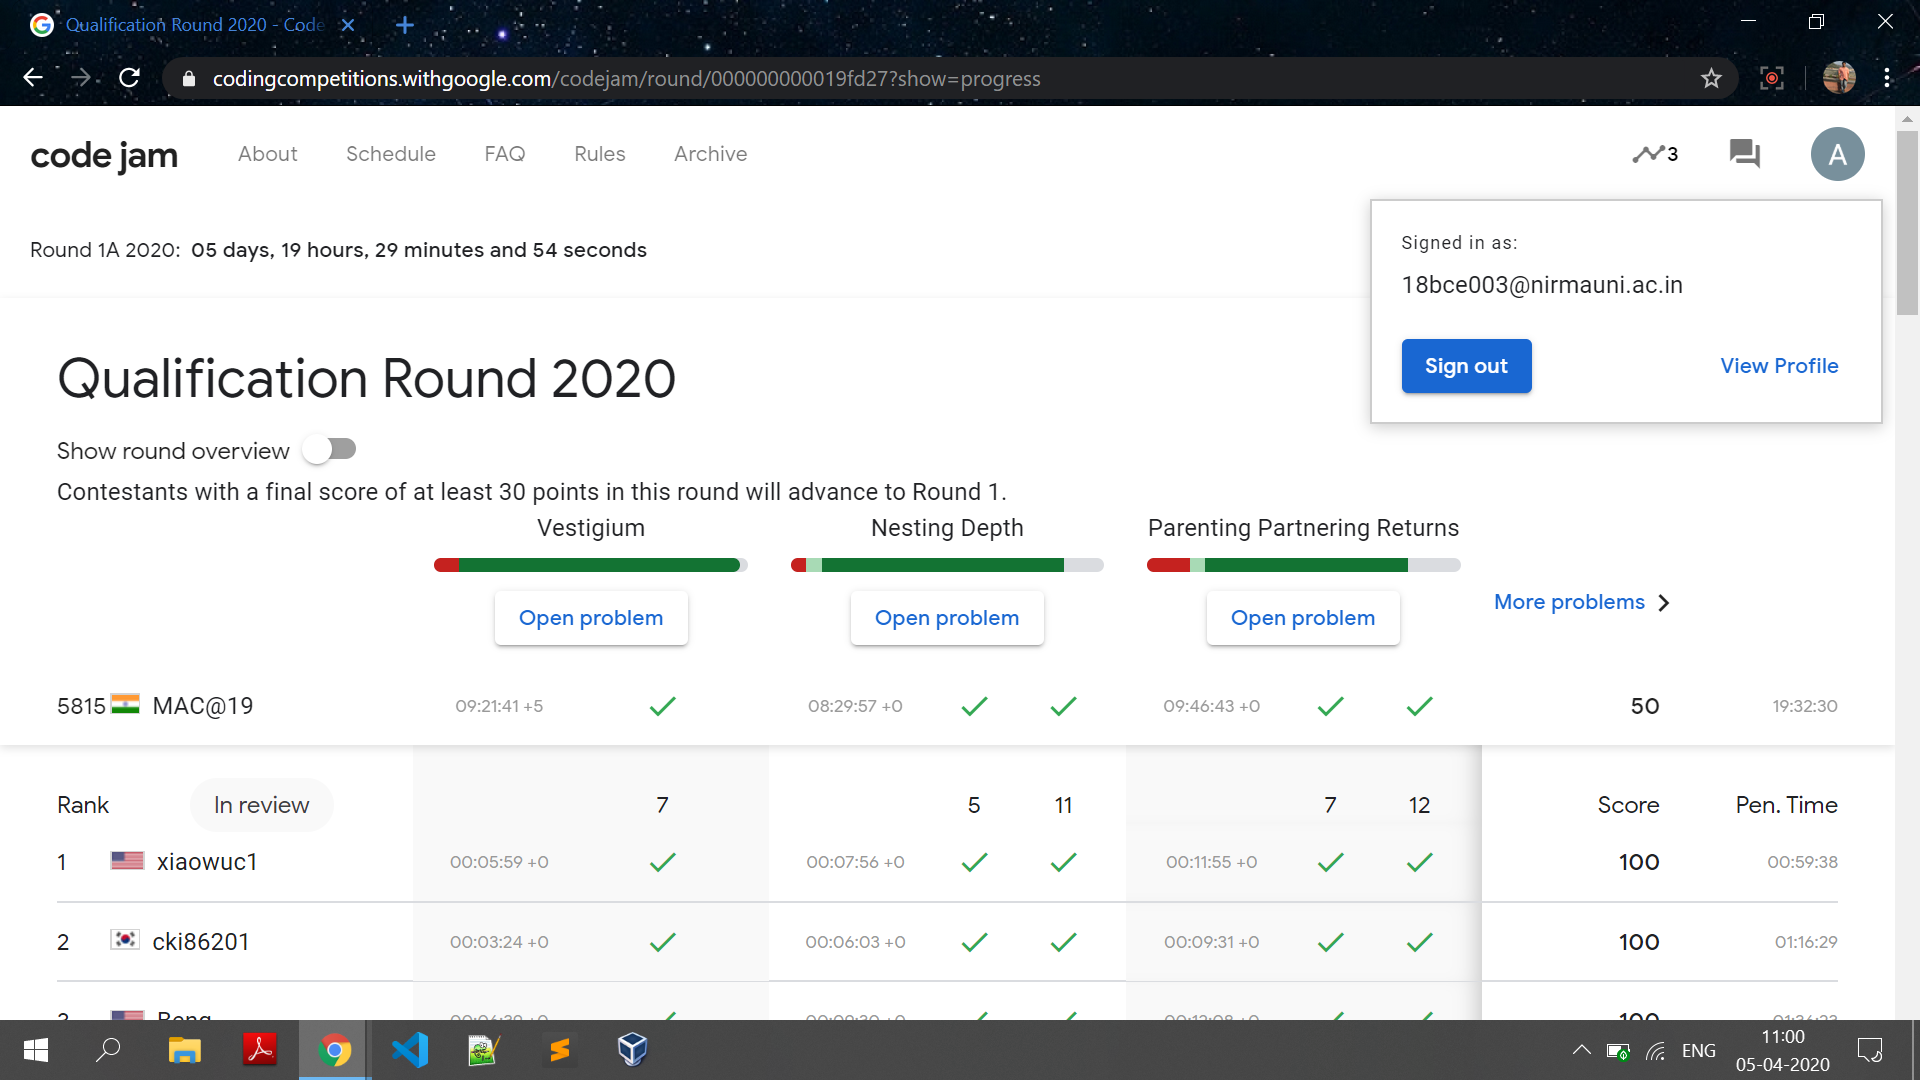 Qualification Round 2020 - Code
codingcompetitions.withgoogle.com/codejam/round/000000000019fd27?show=progress
code jam About Schedule FAQ Rules Archive 3 A
Round 1A 2020: 05 days, 19 hours, 29 minutes and 54 seconds
Signed in as:
18bce003@nirmauni.ac.in
Sign out View Profile
Qualification Round 2020
Show round overview
Contestants with a final score of at least 30 points in this round will advance to Round 1.
Vestigium Nesting Depth Parenting Partnering Returns
Open problem Open problem Open problem More problems
5815 MAC@19 09:21:41 +5 08:29:57 +0 09:46:43 +0 50 19:32:30
Rank In review 7 5 11 7 12 Score Pen. Time
1 xiaowuc1 00:05:59 +0 00:07:56 +0 00:11:55 +0 100 00:59:38
2 cki86201 00:03:24 +0 00:06:03 +0 00:09:31 +0 100 01:16:29
3 100
ENG
11:00
05-04-2020